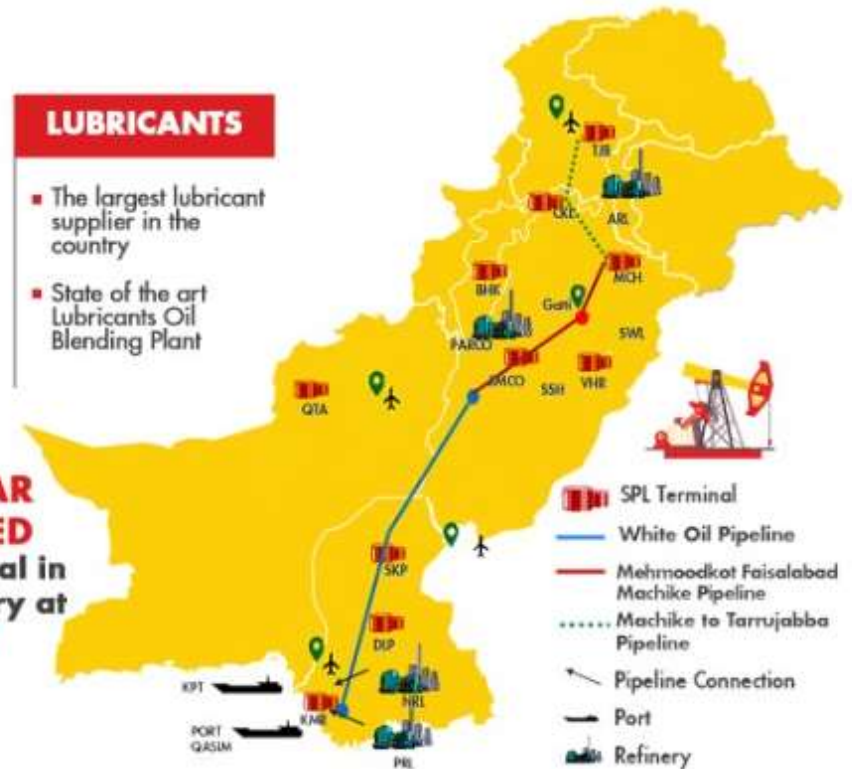 LUBRICANTS
The largest lubricant
supplier in the
country
State of the art
Lubricants Oil
Blending Plant
AR
ED
al in
ry at
TJB
CKL
ARL
MCH
BHK
Gatti
SWL
PARCO
SSH
VHR
QTA
SKP
DLP
KPT
NRL
KMR
PORT
QASIM
PRL
SPL Terminal
White Oil Pipeline
Mehmoodkot Faisalabad
Machike Pipeline
Machike to Tarrujabba
Pipeline
Pipeline Connection
Port
Refinery